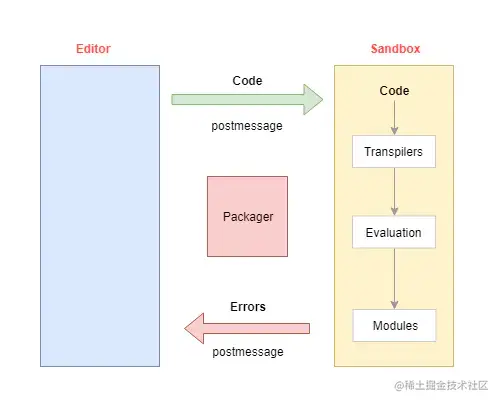 Editor
Sandbox
Code
postmessage
Code
Transpilers
Packager
Evaluation
Errors
postmessage
Modules
@稀土掘金技术社区